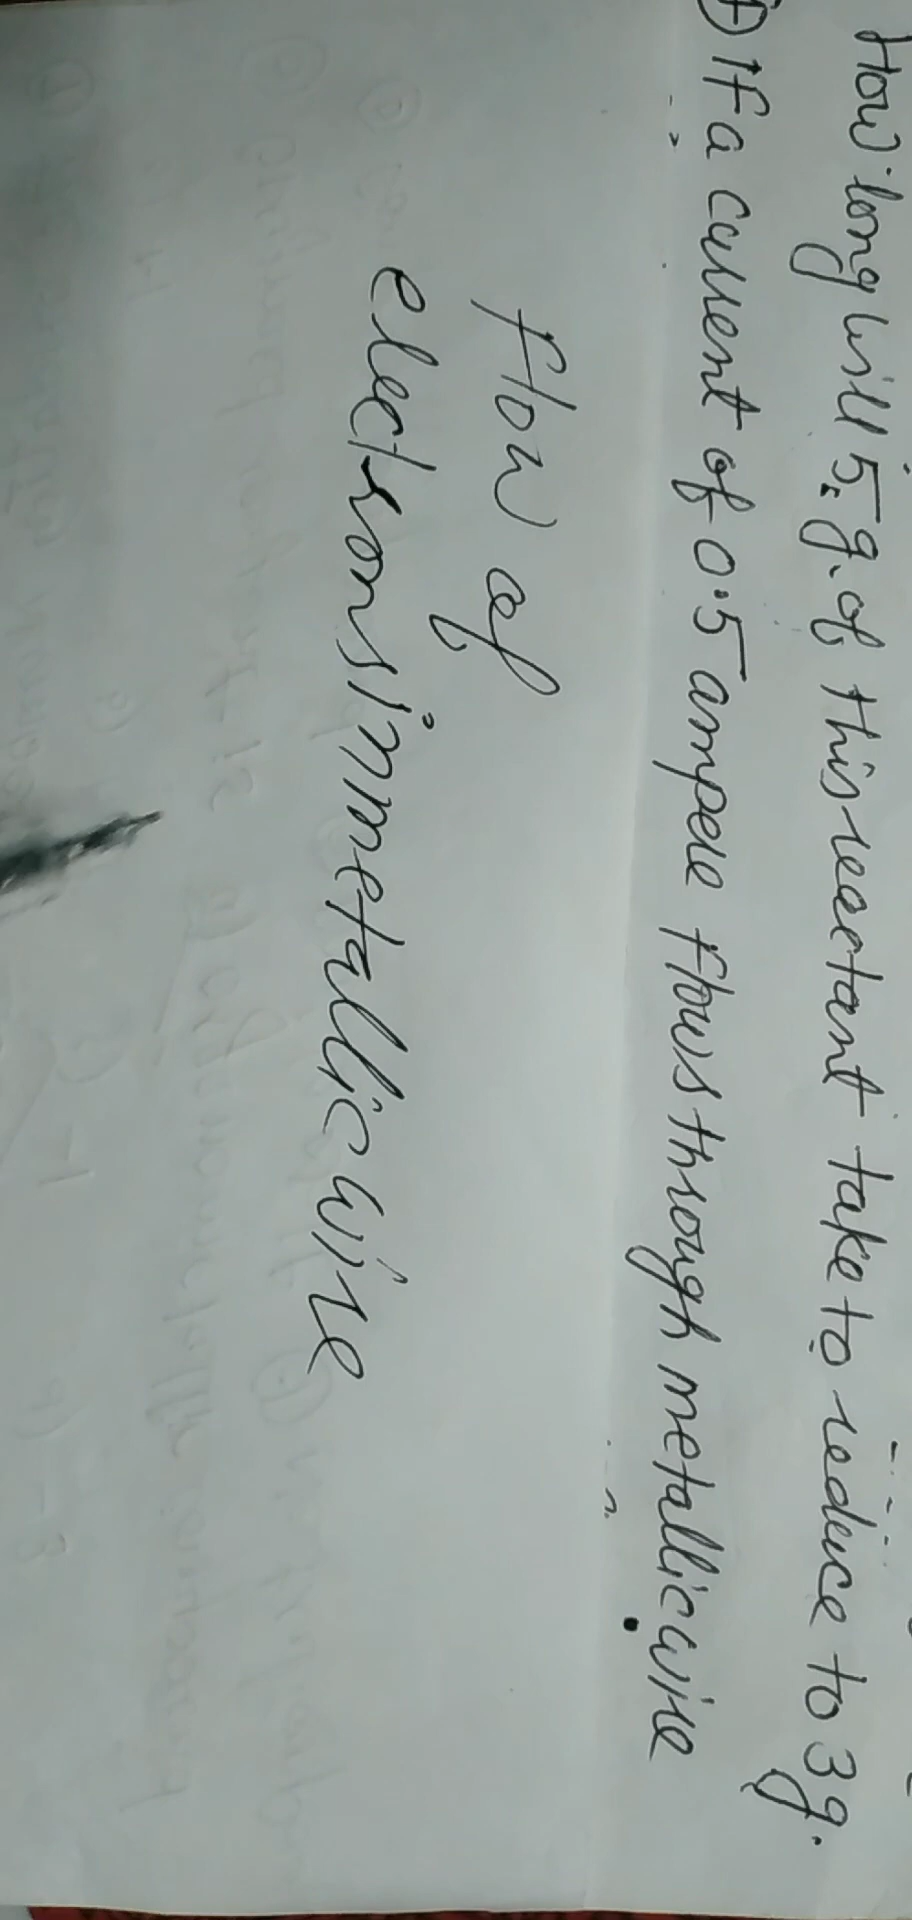 How long will 5 g. of this reactant take to reduce to 3g.
If a current of 0.5 ampere flows through metallic wire
flow of
electrons in metallic wire